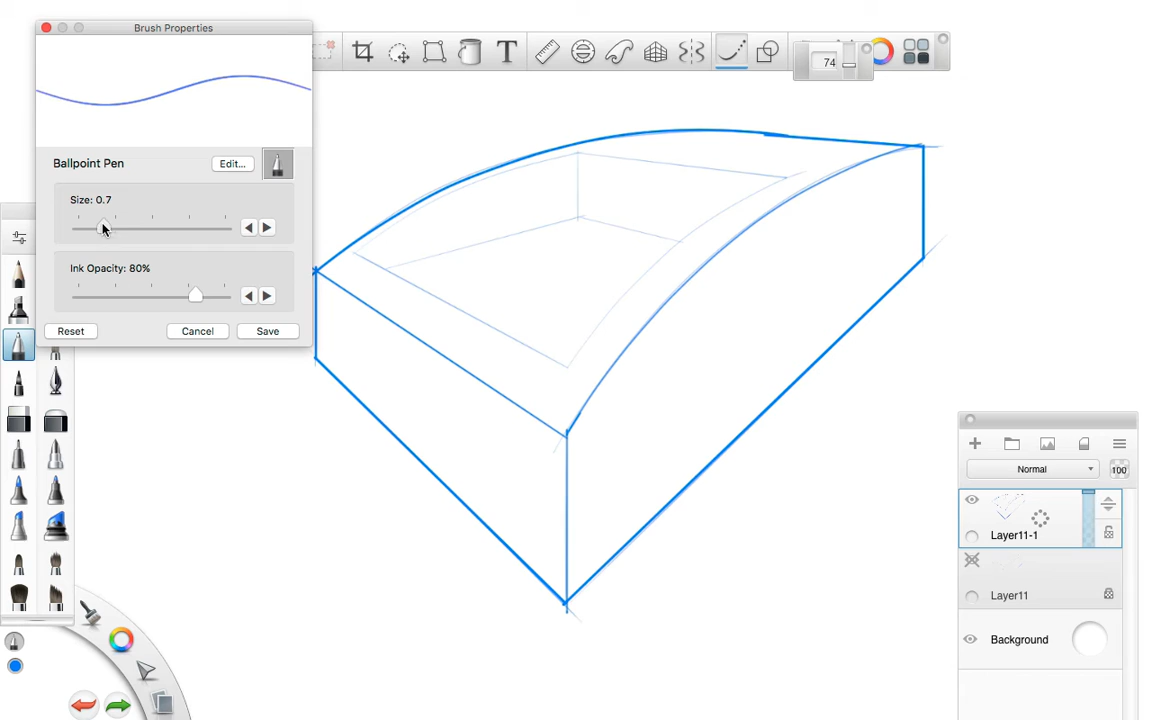 Brush Properties
T
74
Ballpoint Pen
Edit...
Size: 0.7
Ink Opacity: 80%
Reset
Cancel
Save
Normal
100
Layer11-1
Layer11
Background